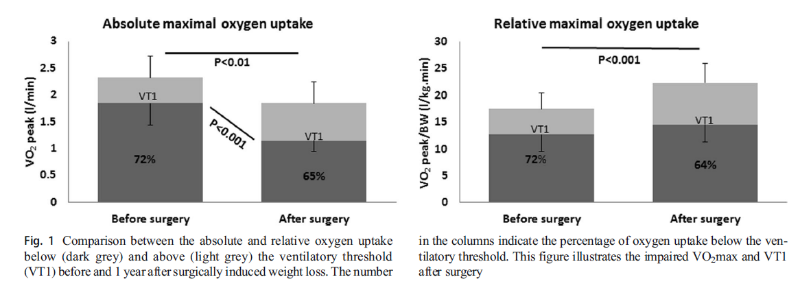 Absolute maximal oxygen uptake
3
2.5
2
1.5
1
0.5
0
VO₂ peak (l/min)
P<0.01
P<0.001
VT1
72%
VT1
65%
Before surgery
After surgery
Relative maximal oxygen uptake
30
25
20
15
10
5
0
VO₂ peak/BW (l/kg.min)
P<0.001
VT1
72%
VT1
64%
Before surgery
After surgery
Fig. 1 Comparison between the absolute and relative oxygen uptake
below (dark grey) and above (light grey) the ventilatory threshold
(VT1) before and 1 year after surgically induced weight loss. The number
in the columns indicate the percentage of oxygen uptake below the ven-
tilatory threshold. This figure illustrates the impaired VO₂max and VT1
after surgery